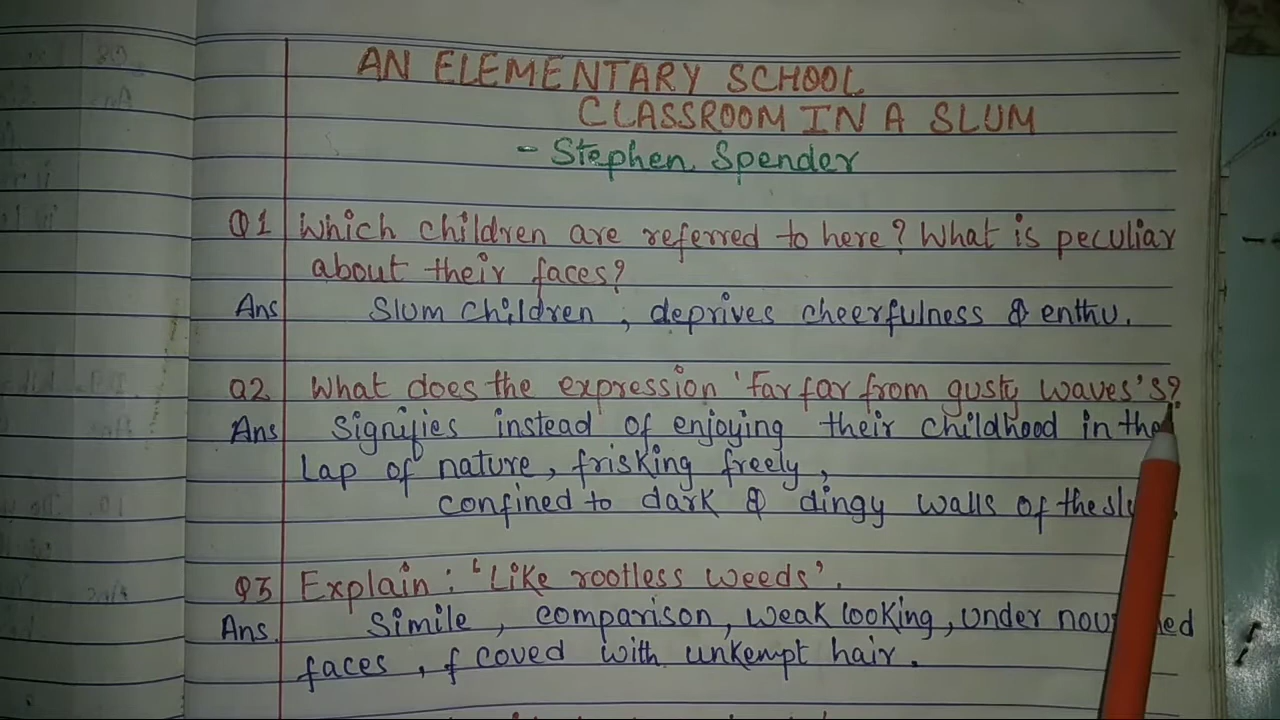 AN ELEMENTARY SCHOOL
CLASSROOM IN A SLUM
- Stephen Spender
Q1 Which children are referred to here? What is peculiar
about their faces?
Ans Slum children, deprives cheerfulness & enthu.
Q2 What does the expression 'far far from gusty waves's?
Ans Signifies instead of enjoying their childhood in the
Lap of nature, frisking freely,
confined to dark & dingy walls of the
Q3 Explain: 'Like rootless weeds'.
Ans. Simile, comparison, weak looking, under
faces, f coved with unkempt hair.